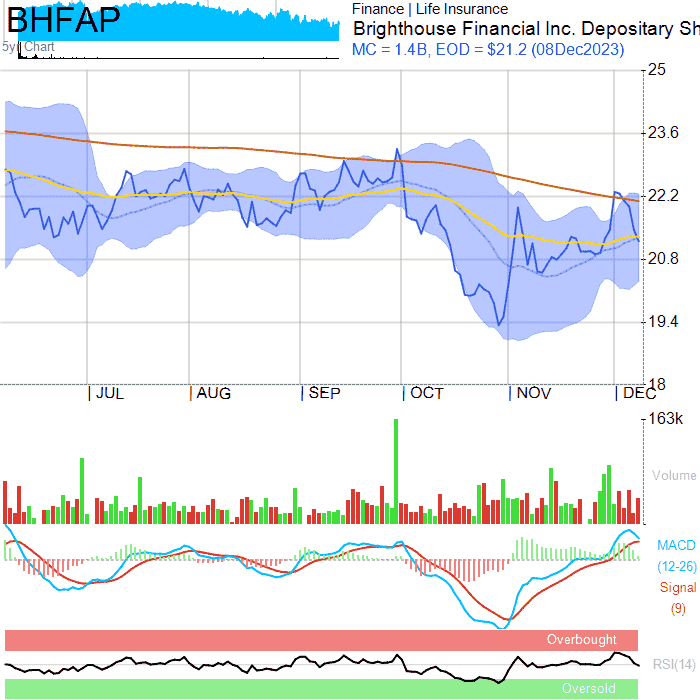 BHFAP
5yr Chart
Finance | Life Insurance
Brighthouse Financial Inc. Depositary Sh
MC = 1.4B, EOD = $21.2 (08Dec2023)
25
23.6
22.2
20.8
19.4
18
JUL AUG SEP OCT NOV DEC
163k
Volume
MACD
(12-26)
Signal
(9)
Overbought
RSI(14)
Oversold